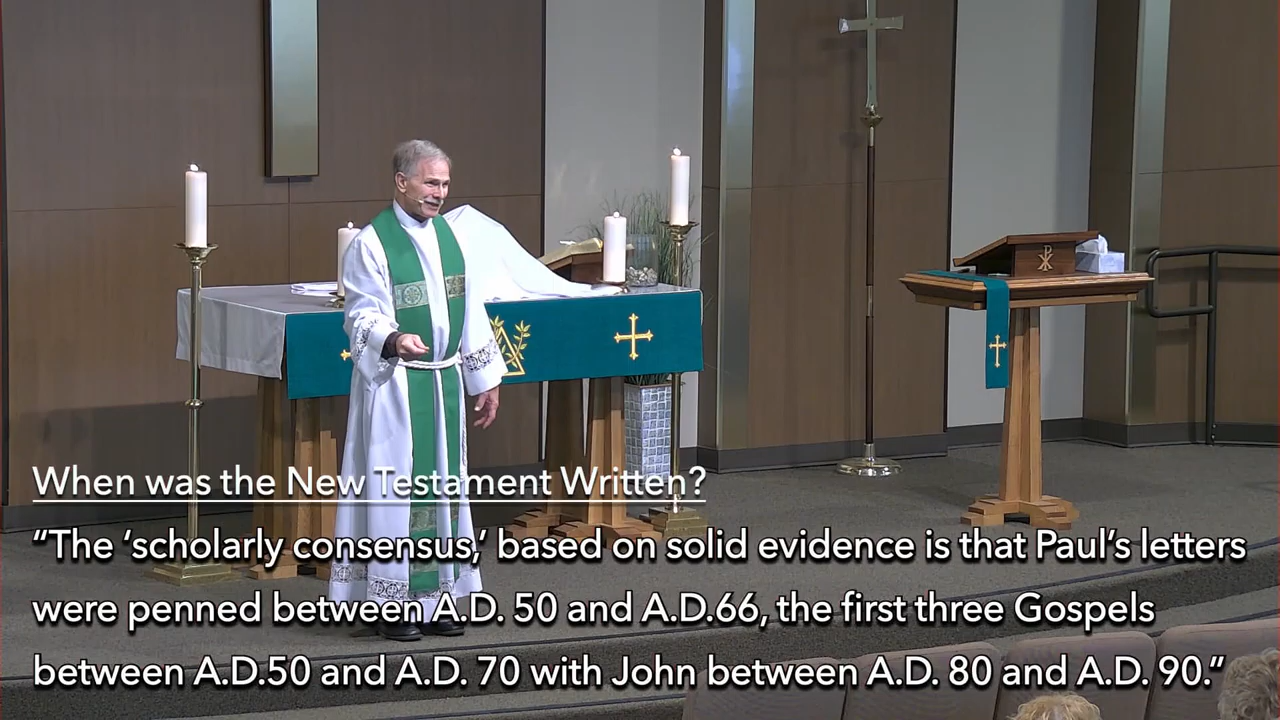 When was the New Testament Written?
“The ‘scholarly consensus,’ based on solid evidence is that Paul’s letters
were penned between A.D. 50 and A.D.66, the first three Gospels
between A.D.50 and A.D. 70 with John between A.D. 80 and A.D. 90.”